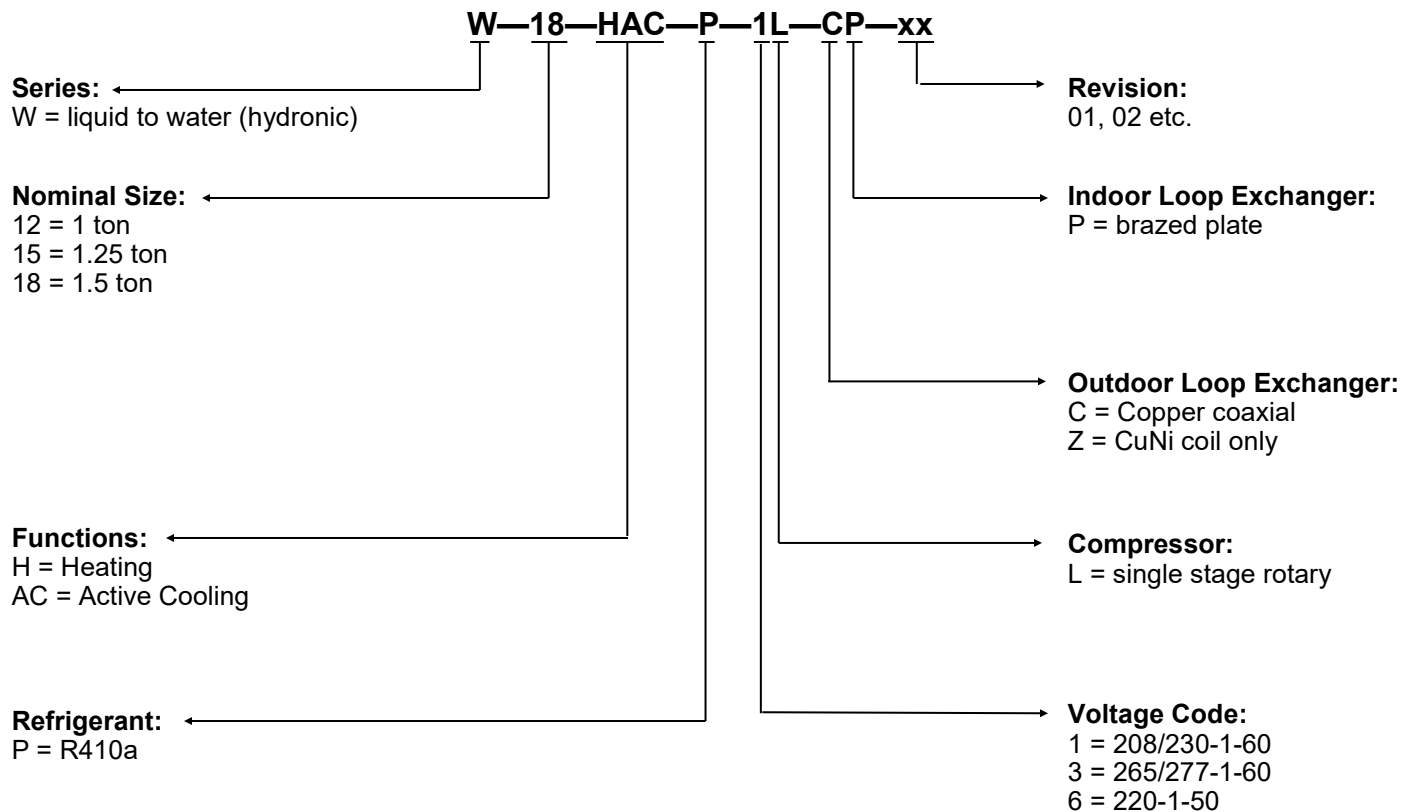 W—18—HAC—P—1L—CP—xx
Series:
W = liquid to water (hydronic)
Revision:
01, 02 etc.
Nominal Size:
12 = 1 ton
15 = 1.25 ton
18 = 1.5 ton
Indoor Loop Exchanger:
P = brazed plate
Outdoor Loop Exchanger:
C = Copper coaxial
Z = CuNi coil only
Functions:
H = Heating
AC = Active Cooling
Compressor:
L = single stage rotary
Refrigerant:
P = R410a
Voltage Code:
1 = 208/230-1-60
3 = 265/277-1-60
6 = 220-1-50